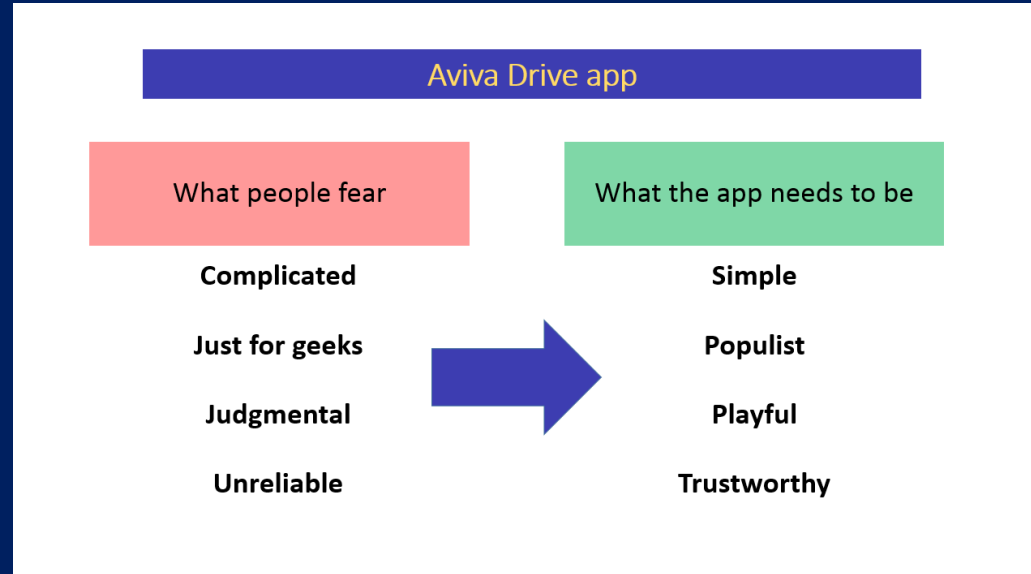 Aviva Drive app
What people fear
What the app needs to be
Complicated
Simple
Just for geeks
Populist
Judgmental
Playful
Unreliable
Trustworthy